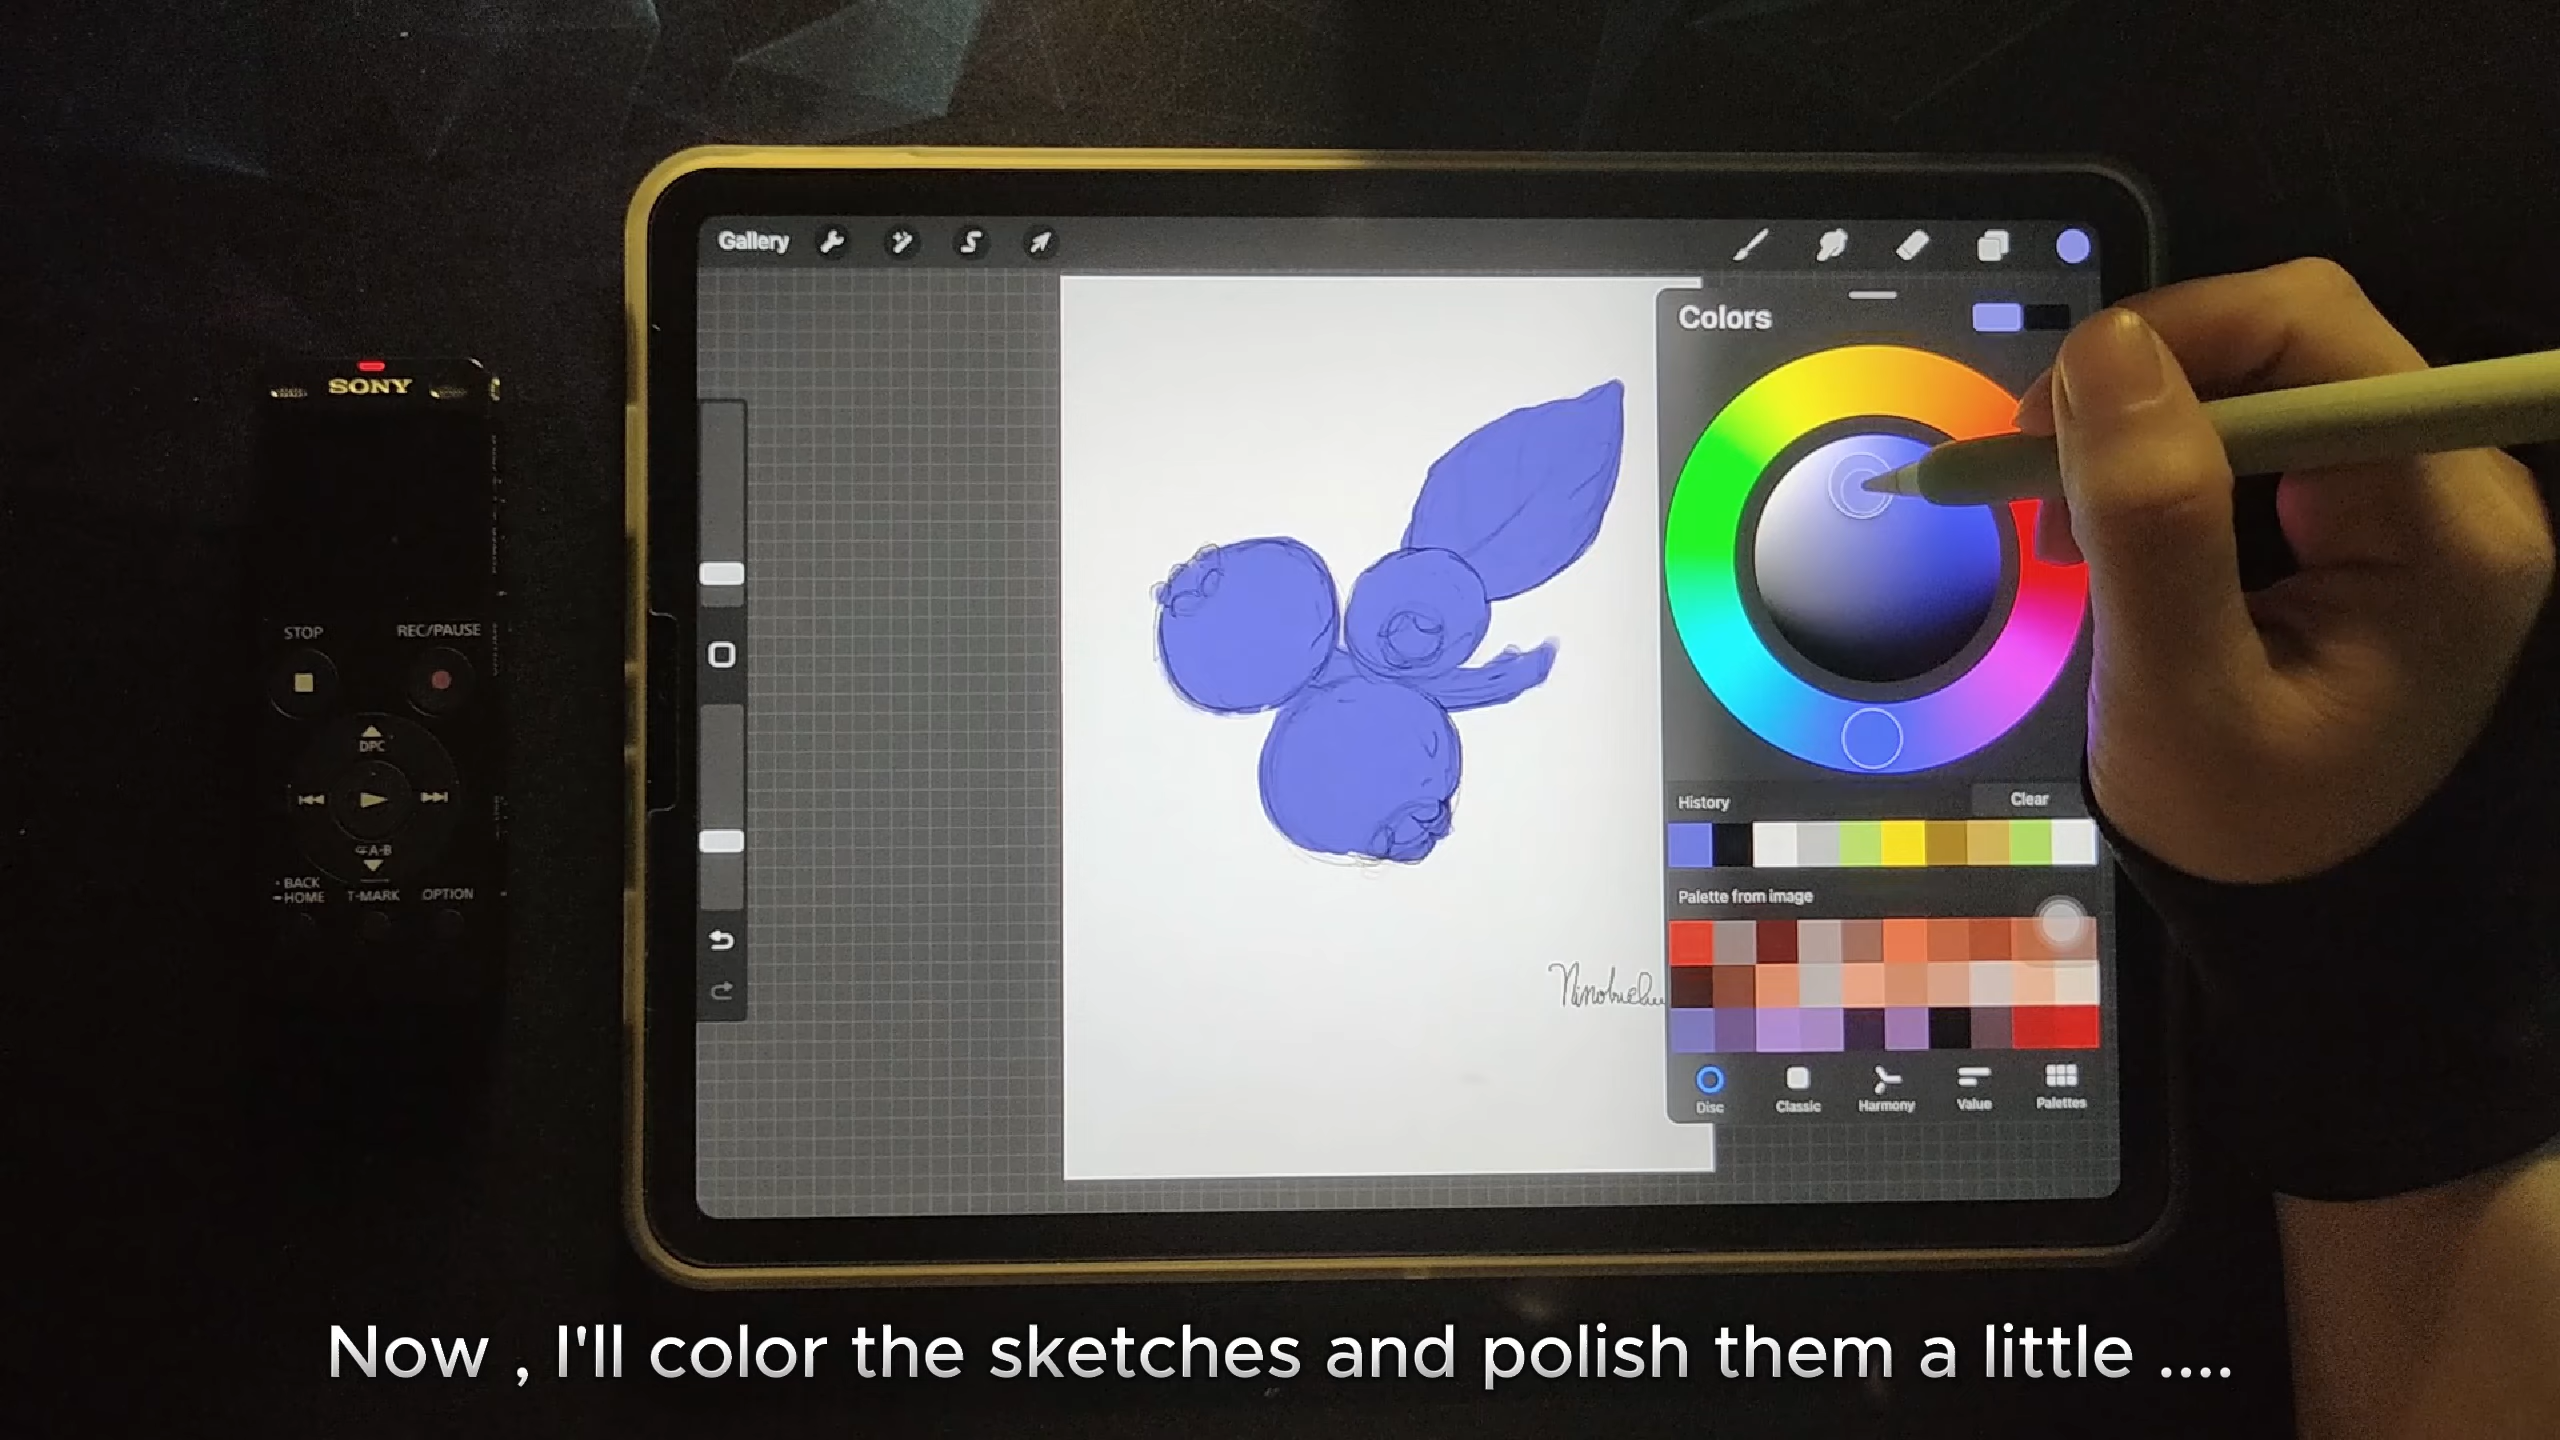 Gallery
Colors
SONY
STOP REC/PAUSE
DPC
A-B
BACK
HOME T-MARK OPTION
History Clear
Palette from image
Disc Classic Harmony Value Palettes
Now , I'll color the sketches and polish them a little ....